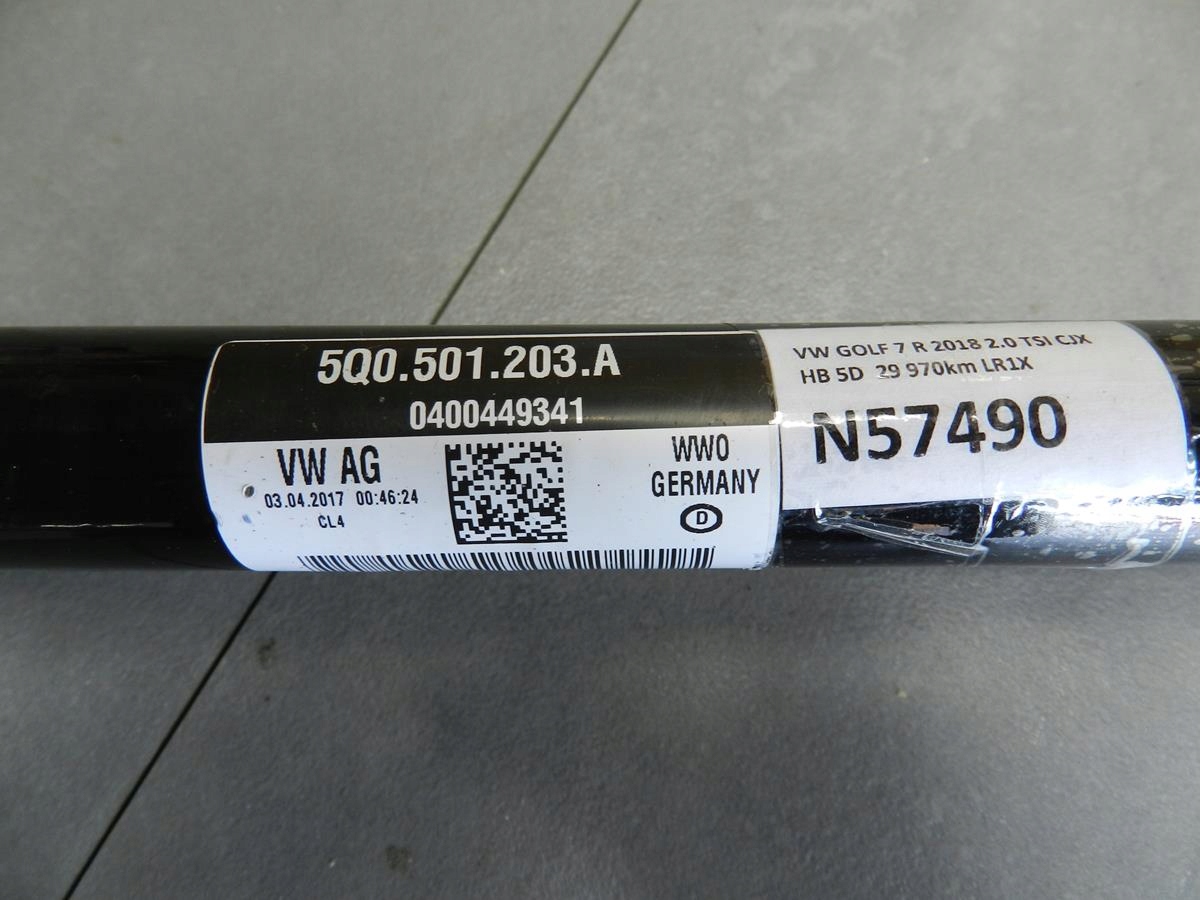 5Q0.501.203.A
0400449341
VW AG
03.04.2017 00:46:24
CL4
WWO
GERMANY
D
VW GOLF 7 R 2018 2.0 TSI CJX
HB 5D 29 970km LR1X
N57490